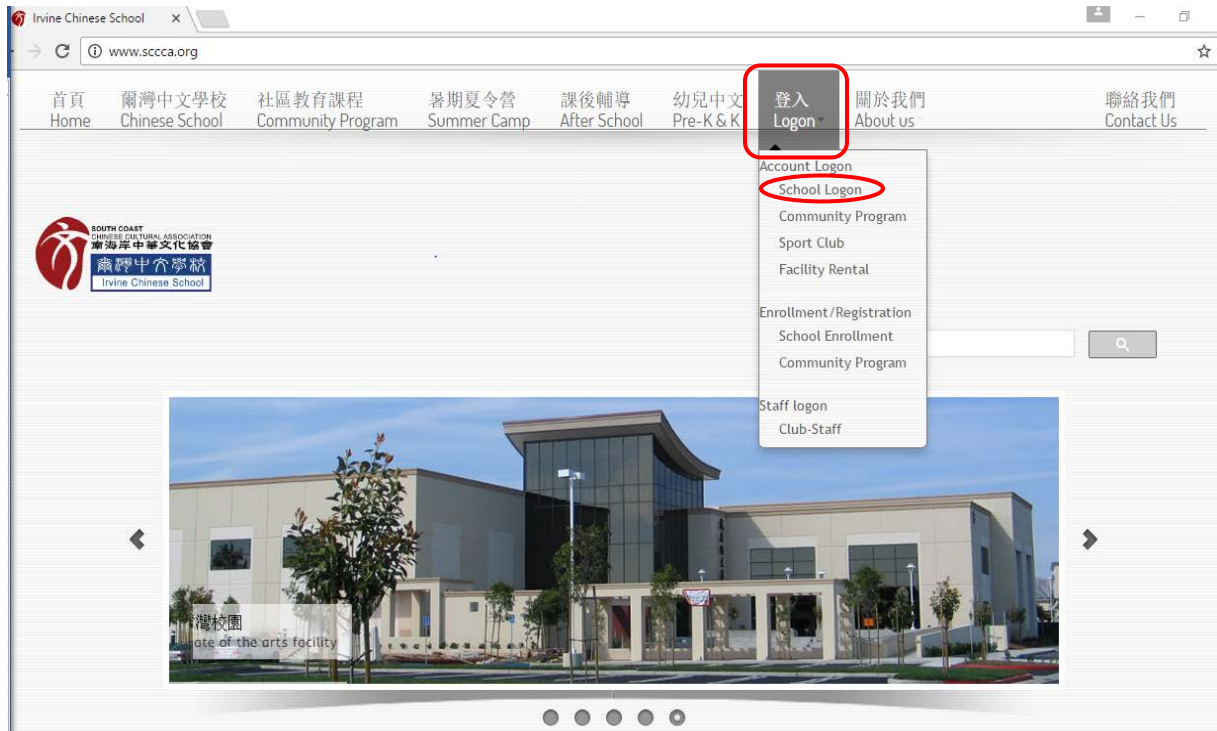 Irvine Chinese School
www.sccca.org
首頁 爾灣中文學校 社區教育課程 暑期夏令營 課後輔導 幼兒中文 登入 關於我們 聯絡我們
Home Chinese School Community Program Summer Camp After School Pre-K & K Logon About us Contact Us
Account Logon
School Logon
Community Program
Sport Club
Facility Rental
Enrollment/Registration
School Enrollment
Community Program
Staff logon
Club-Staff
SOUTH COAST
CHINESE CULTURAL ASSOCIATION
南海岸中華文化協會
爾灣中文學校
Irvine Chinese School
灣校園
ate of the arts facility